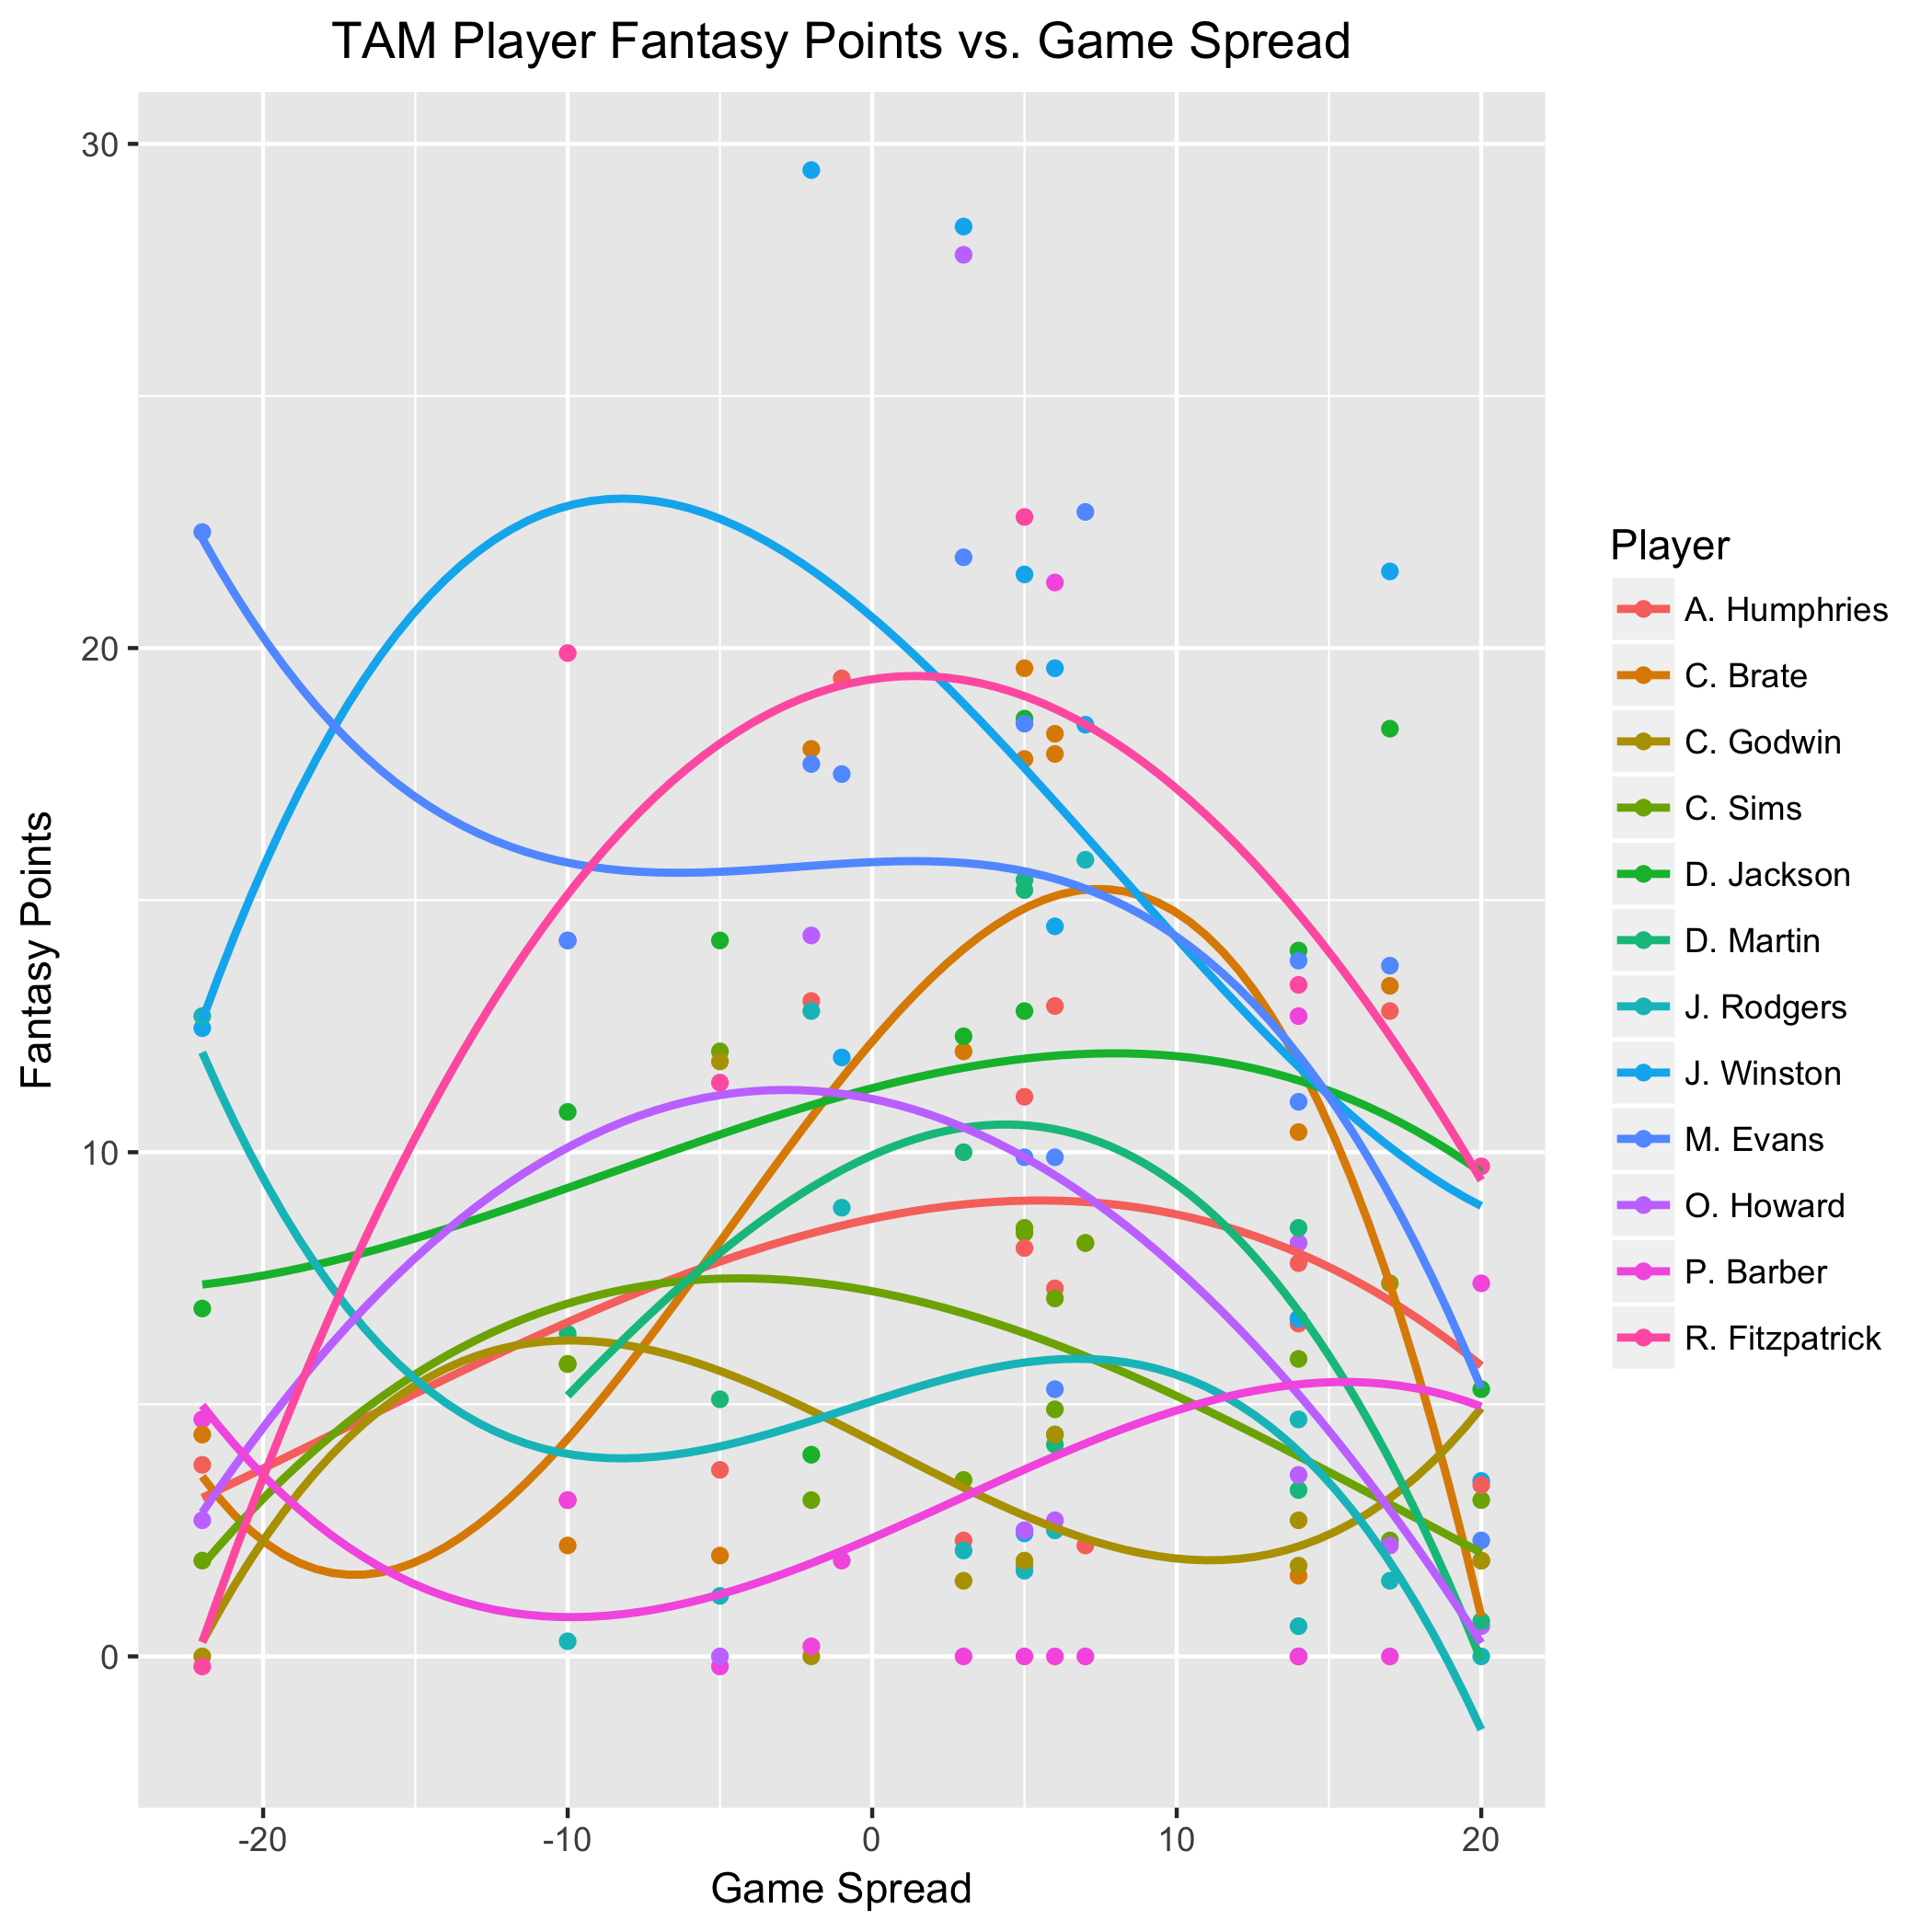 TAM Player Fantasy Points vs. Game Spread
30
20
10
0
Fantasy Points
-20
-10
0
10
20
Game Spread
Player
A. Humphries
C. Brate
C. Godwin
C. Sims
D. Jackson
D. Martin
J. Rodgers
J. Winston
M. Evans
O. Howard
P. Barber
R. Fitzpatrick